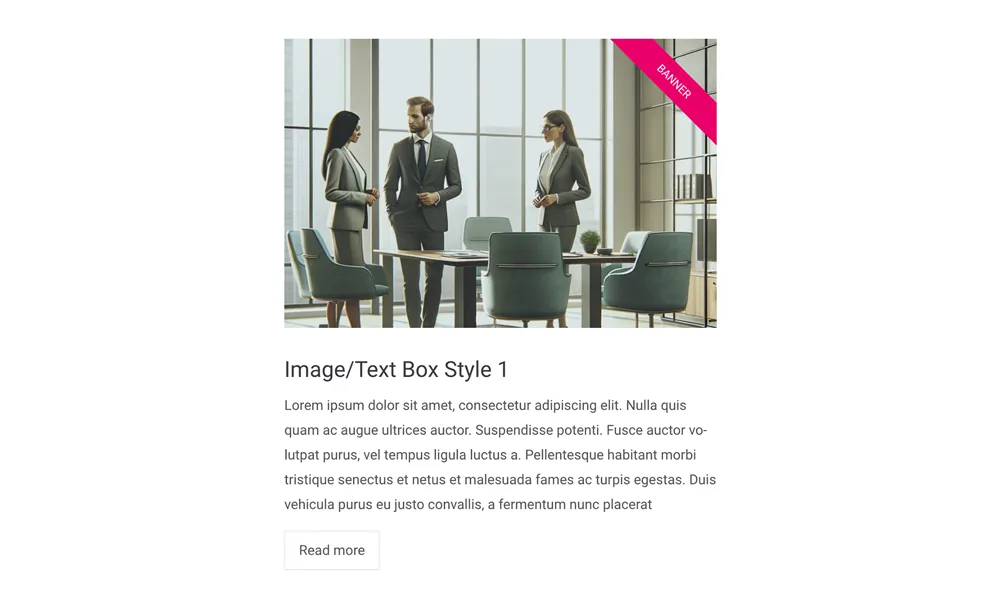 BANNER
Image/Text Box Style 1
Lorem ipsum dolor sit amet, consectetur adipiscing elit. Nulla quis
quam ac augue ultrices auctor. Suspendisse potenti. Fusce auctor vo-
lutpat purus, vel tempus ligula luctus a. Pellentesque habitant morbi
tristique senectus et netus et malesuada fames ac turpis egestas. Duis
vehicula purus eu justo convallis, a fermentum nunc placerat
Read more